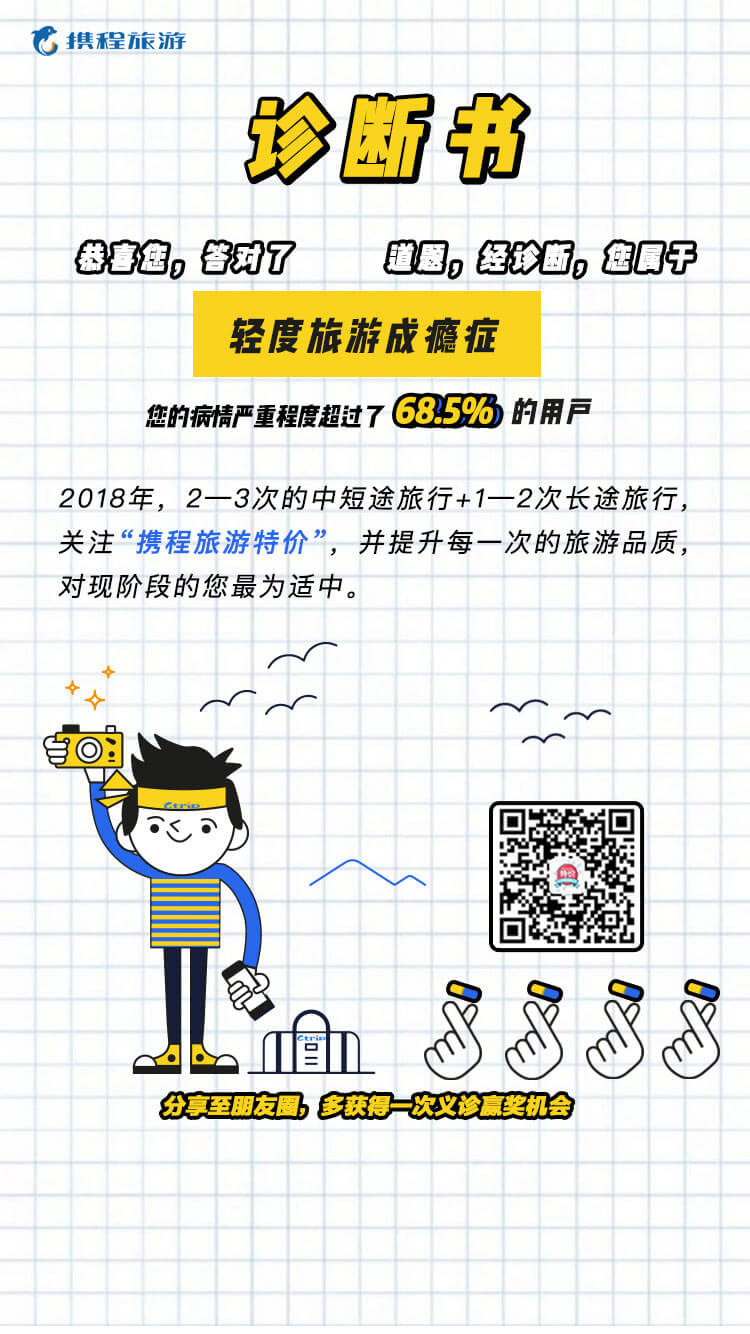 携程旅游
诊断书
恭喜您，答对了 道题，经诊断，您属于
轻度旅游成瘾症
您的病情严重程度超过了 68.5% 的用户
2018年，2—3次的中短途旅行+1—2次长途旅行，
关注“携程旅游特价”，并提升每一次的旅游品质，
对现阶段的您最为适中。
Ctrip
特价
Ctrip
分享至朋友圈，多获得一次义诊赢奖机会